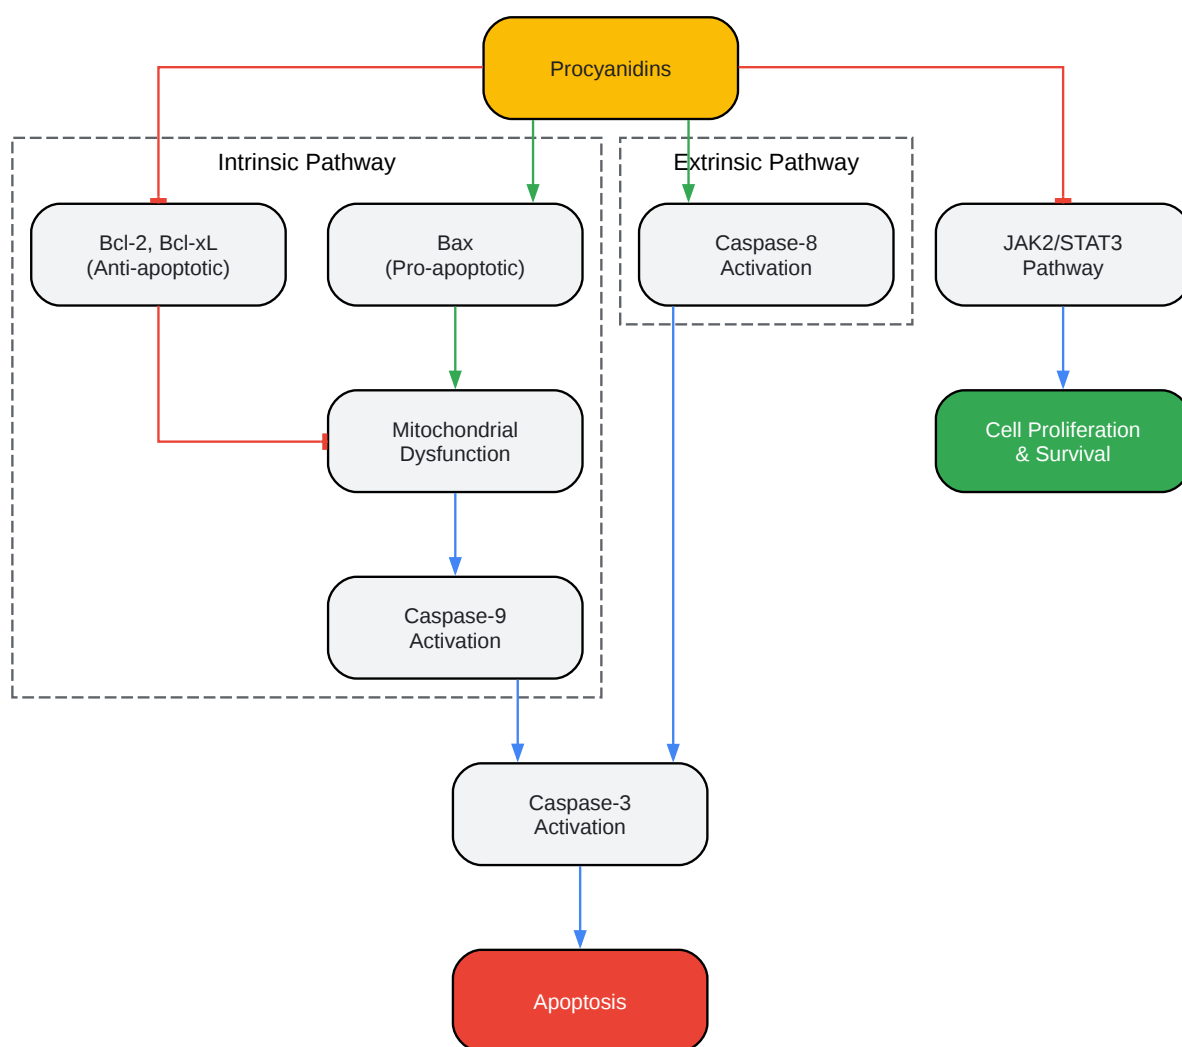 Procyanidins
Intrinsic Pathway
Extrinsic Pathway
Bcl-2, Bcl-xL
(Anti-apoptotic)
Bax
(Pro-apoptotic)
Caspase-8
Activation
JAK2/STAT3
Pathway
Mitochondrial
Dysfunction
Cell Proliferation
& Survival
Caspase-9
Activation
Caspase-3
Activation
Apoptosis